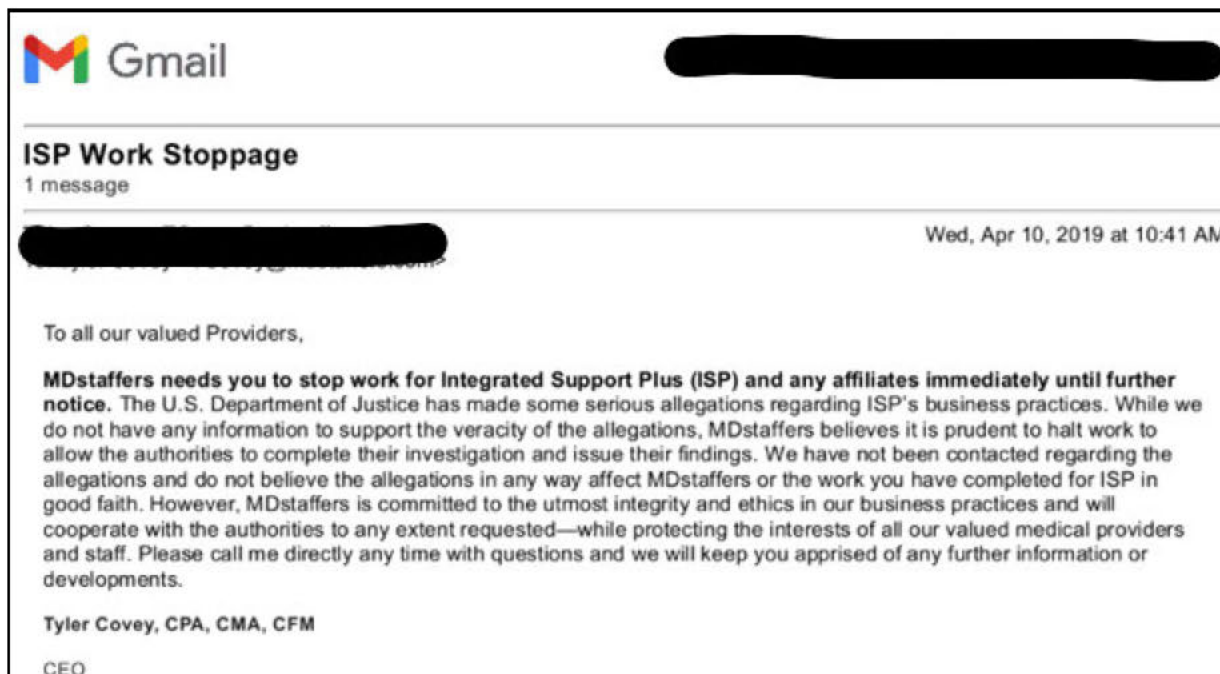 Gmail
ISP Work Stoppage
1 message
Wed, Apr 10, 2019 at 10:41 AM
To all our valued Providers,
MDstaffers needs you to stop work for Integrated Support Plus (ISP) and any affiliates immediately until further
notice. The U.S. Department of Justice has made some serious allegations regarding ISP's business practices. While we
do not have any information to support the veracity of the allegations, MDstaffers believes it is prudent to halt work to
allow the authorities to complete their investigation and issue their findings. We have not been contacted regarding the
allegations and do not believe the allegations in any way affect MDstaffers or the work you have completed for ISP in
good faith. However, MDstaffers is committed to the utmost integrity and ethics in our business practices and will
cooperate with the authorities to any extent requested—while protecting the interests of all our valued medical providers
and staff. Please call me directly any time with questions and we will keep you apprised of any further information or
developments.
Tyler Covey, CPA, CMA, CFM
CEO